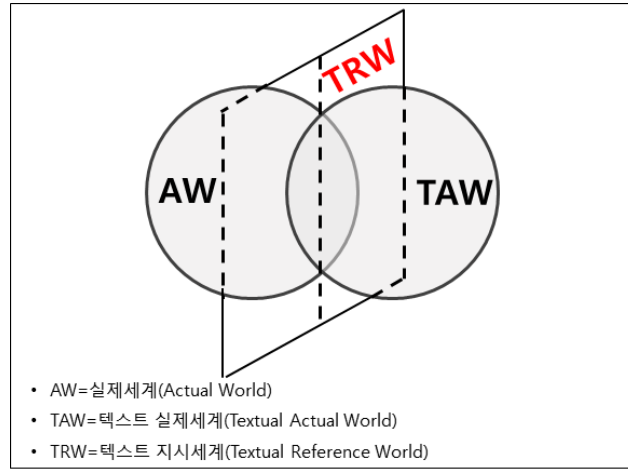 TRW
AW
TAW
• AW=실제세계(Actual World)
• TAW=텍스트 실제세계(Textual Actual World)
• TRW=텍스트 지시세계(Textual Reference World)